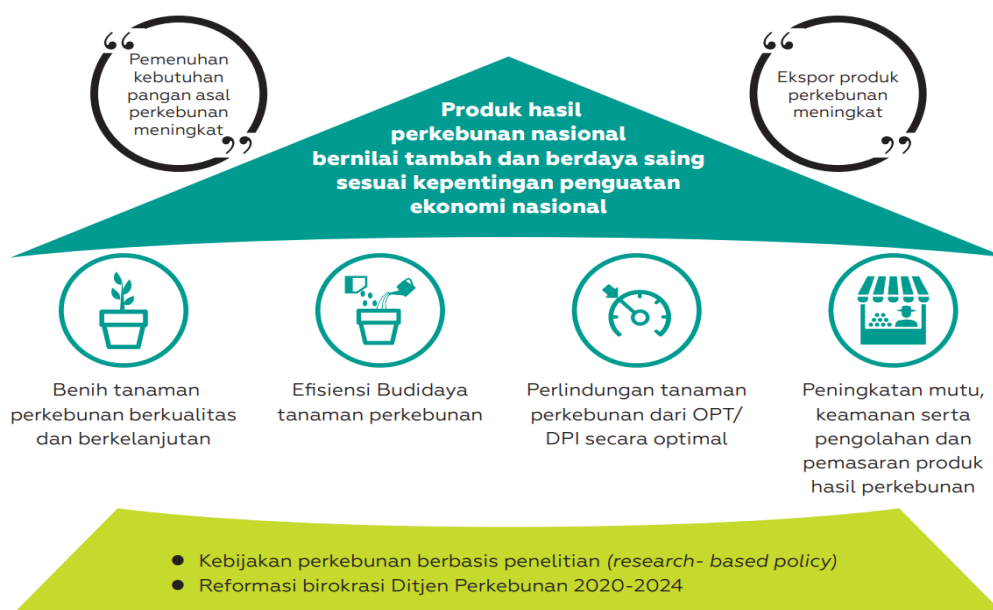 Pemenuhan
kebutuhan
pangan asal
perkebunan
meningkat
Ekspor produk
perkebunan
meningkat
Produk hasil
perkebunan nasional
bernilai tambah dan berdaya saing
sesuai kepentingan penguatan
ekonomi nasional
Benih tanaman
perkebunan berkualitas
dan berkelanjutan
Efisiensi Budidaya
tanaman perkebunan
Perlindungan tanaman
perkebunan dari OPT/
DPI secara optimal
Peningkatan mutu,
keamanan serta
pengolahan dan
pemasaran produk
hasil perkebunan
● Kebijakan perkebunan berbasis penelitian (research- based policy)
● Reformasi birokrasi Ditjen Perkebunan 2020-2024